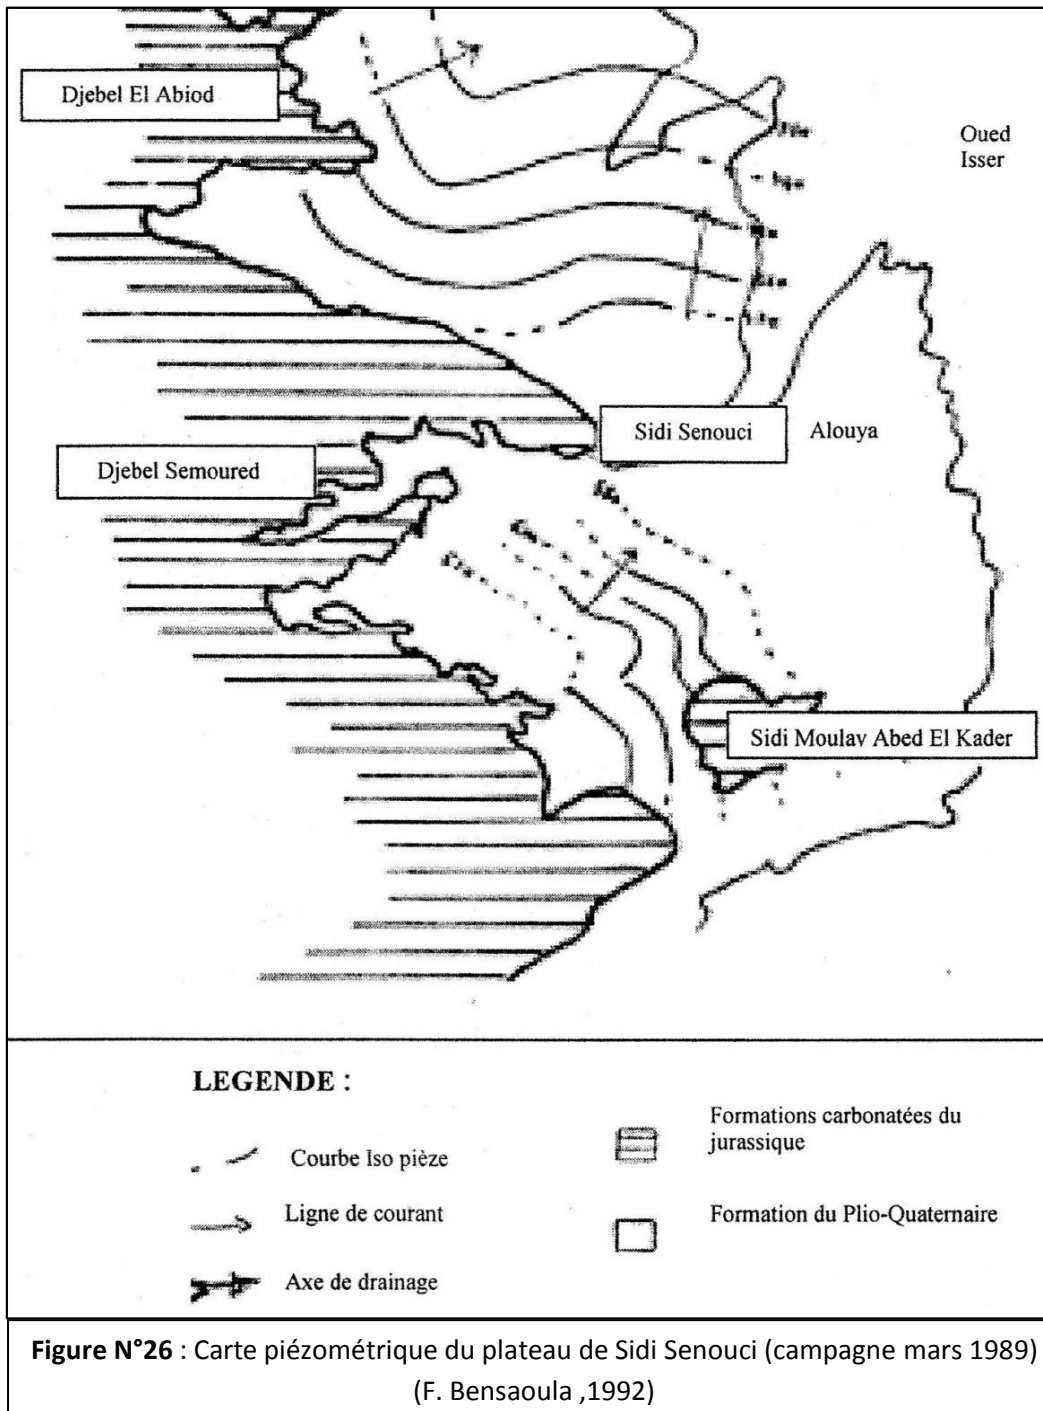 Djebel El Abiod
Oued
Isser
Sidi Senouci
Alouya
Djebel Semoured
Sidi Moulav Abed El Kader
LEGENDE :
Courbe Iso pièze
Ligne de courant
Axe de drainage
Formations carbonatées du
jurassique
Formation du Plio-Quaternaire
Figure N°26 : Carte piézométrique du plateau de Sidi Senouci (campagne mars 1989)
(F. Bensaoula ,1992)